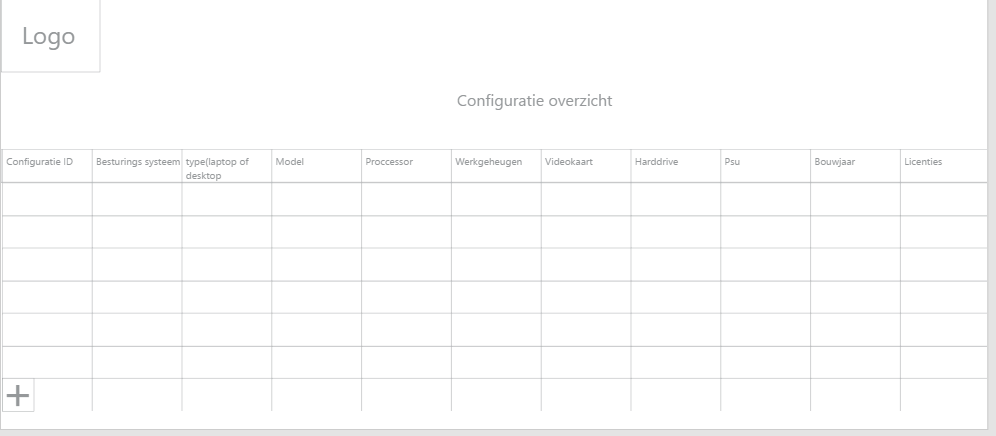 Logo
Configuratie overzicht
Configuratie ID Besturings systeem type(laptop of Model Proccessor Werkgeheugen Videokaart Harddrive Psu Bouwjaar Licenties
desktop